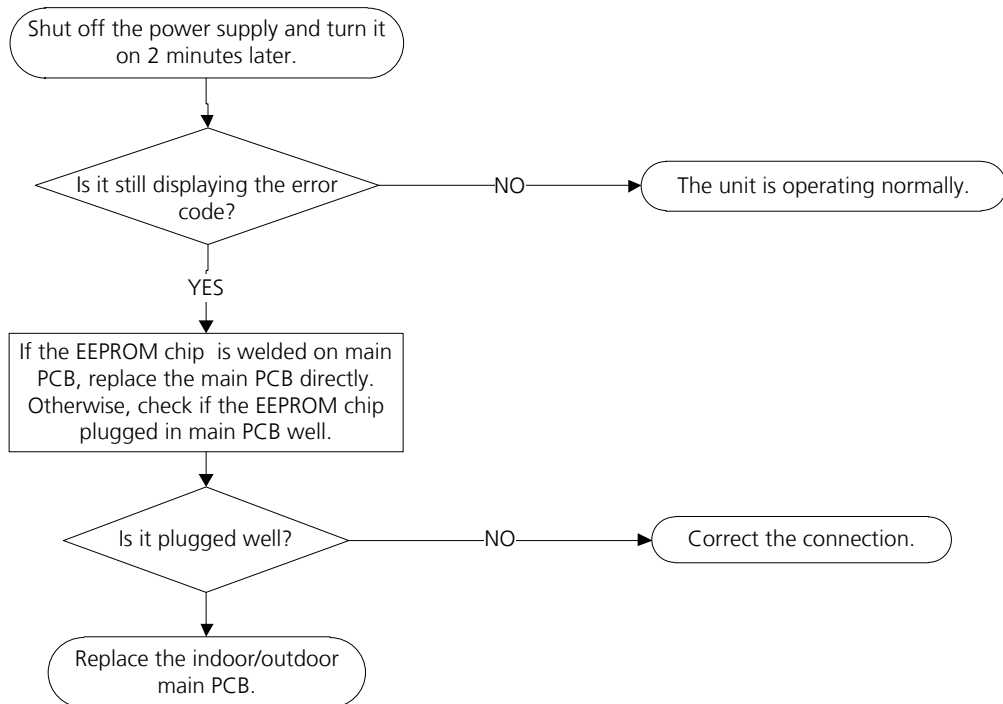 Shut off the power supply and turn it
on 2 minutes later.
Is it still displaying the error
code?
NO
The unit is operating normally.
YES
If the EEPROM chip is welded on main
PCB, replace the main PCB directly.
Otherwise, check if the EEPROM chip
plugged in main PCB well.
Is it plugged well?
NO
Correct the connection.
Replace the indoor/outdoor
main PCB.